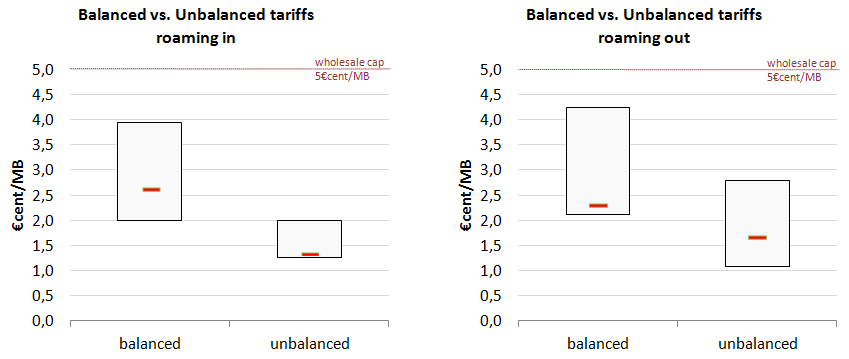 Balanced vs. Unbalanced tariffs
roaming in
wholesale cap
5€cent/MB
5,0
4,5
4,0
3,5
3,0
2,5
2,0
1,5
1,0
0,5
0,0
€cent/MB
balanced
unbalanced
Balanced vs. Unbalanced tariffs
roaming out
wholesale cap
5€cent/MB
5,0
4,5
4,0
3,5
3,0
2,5
2,0
1,5
1,0
0,5
0,0
€cent/MB
balanced
unbalanced